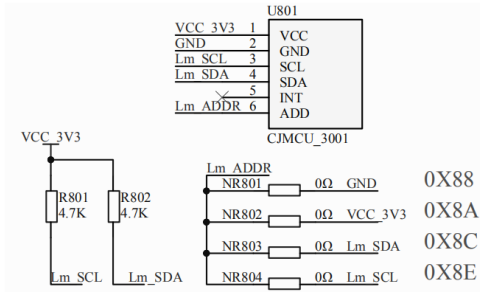 U801
VCC_3V3 1 VCC
GND 2 GND
Lm_SCL 3 SCL
Lm_SDA 4 SDA
5 INT
Lm_ADDR 6 ADD
CJMCU_3001
VCC_3V3
R801
4.7K
R802
4.7K
Lm_SCL
Lm_SDA
Lm_ADDR
NR801 0Ω GND 0X88
NR802 0Ω VCC_3V3 0X8A
NR803 0Ω Lm_SDA 0X8C
NR804 0Ω Lm_SCL 0X8E